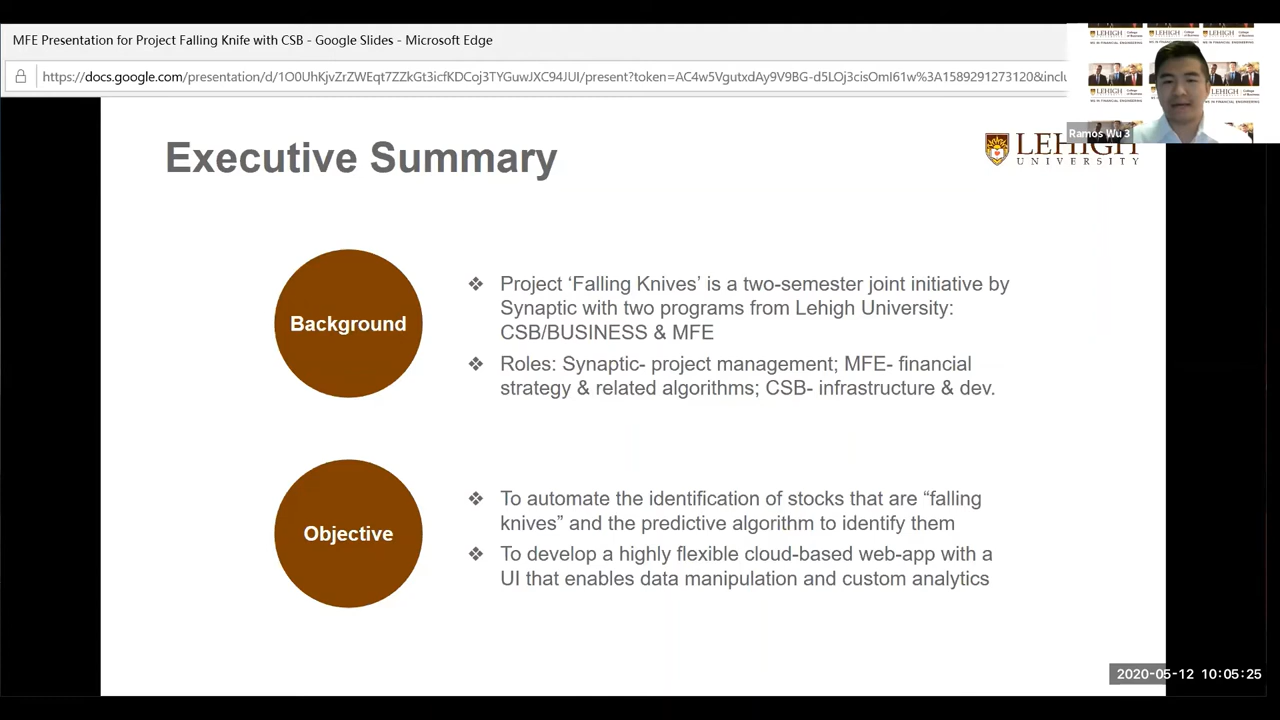 MFE Presentation for Project Falling Knife with CSB - Google Slides - Microsoft Edge
https://docs.google.com/presentation/d/1O0UhKjvZrZWEqt7ZZkGt3icfKDCoj3TYGuwJXC94JUI/present?token=AC4w5VgutxdAy9V9BG-d5LOj3cisOmI61w%3A1589291273120&inclu
LEHIGH
LEHIGH
Ramos Wu 3
Executive Summary
LEHIGH
UNIVERSITY
Background
❖ Project ‘Falling Knives’ is a two-semester joint initiative by
Synaptic with two programs from Lehigh University:
CSB/BUSINESS & MFE
❖ Roles: Synaptic- project management; MFE- financial
strategy & related algorithms; CSB- infrastructure & dev.
Objective
❖ To automate the identification of stocks that are “falling
knives” and the predictive algorithm to identify them
❖ To develop a highly flexible cloud-based web-app with a
UI that enables data manipulation and custom analytics
2020-05-12 10:05:25